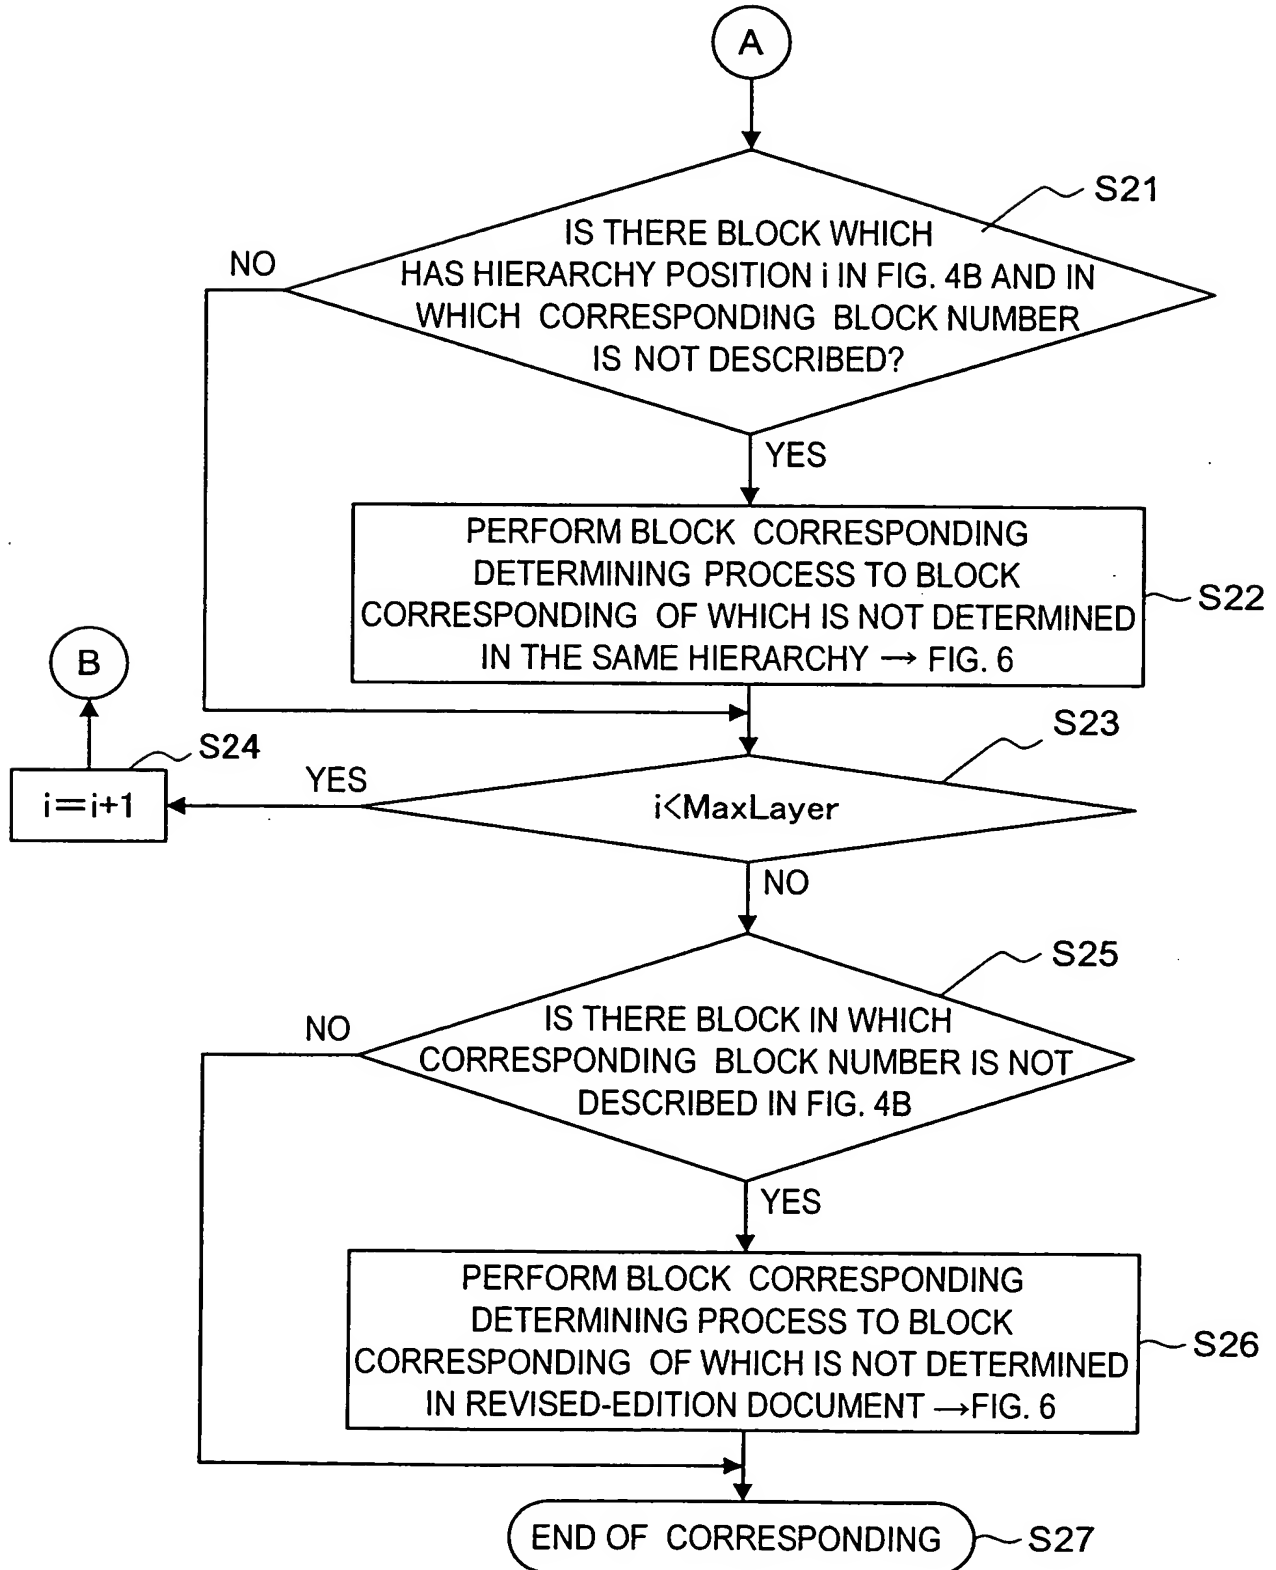 A
S21
IS THERE BLOCK WHICH
HAS HIERARCHY POSITION i IN FIG. 4B AND IN
WHICH CORRESPONDING BLOCK NUMBER
IS NOT DESCRIBED?
NO
YES
PERFORM BLOCK CORRESPONDING
DETERMINING PROCESS TO BLOCK
CORRESPONDING OF WHICH IS NOT DETERMINED
IN THE SAME HIERARCHY → FIG. 6
S22
B
S23
S24
YES
i=i+1
i<MaxLayer
NO
S25
IS THERE BLOCK IN WHICH
CORRESPONDING BLOCK NUMBER IS NOT
DESCRIBED IN FIG. 4B
NO
YES
PERFORM BLOCK CORRESPONDING
DETERMINING PROCESS TO BLOCK
CORRESPONDING OF WHICH IS NOT DETERMINED
IN REVISED-EDITION DOCUMENT →FIG. 6
S26
END OF CORRESPONDING
S27